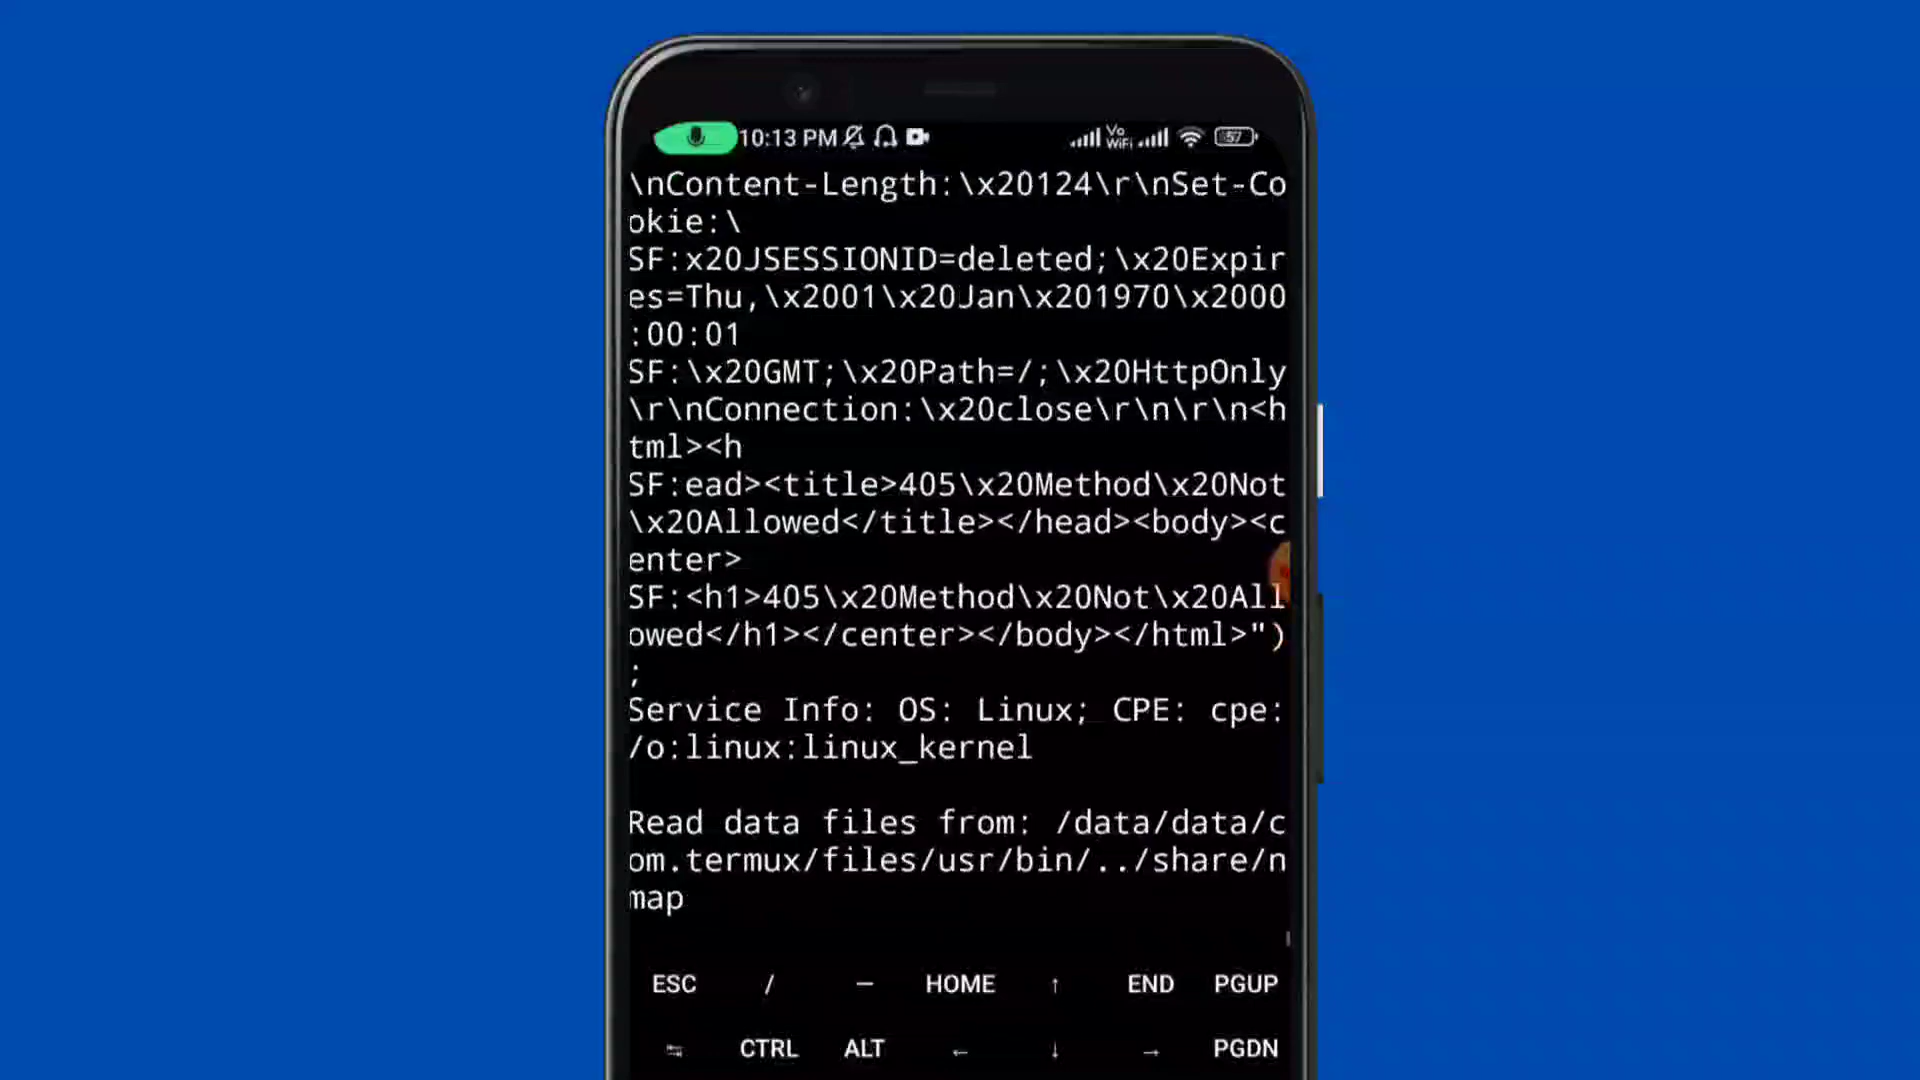 10:13 PM Vo WiFi 57
\nContent-Length:\x20124\r\nSet-Co
okie:\
SF:x20JSESSIONID=deleted;\x20Expir
es=Thu,\x2001\x20Jan\x201970\x2000
:00:01
SF:\x20GMT;\x20Path=/;\x20HttpOnly
\r\nConnection:\x20close\r\n\r\n<h
tml><h
SF:ead><title>405\x20Method\x20Not
\x20Allowed</title></head><body><c
enter>
SF:<h1>405\x20Method\x20Not\x20All
owed</h1></center></body></html>")
;
Service Info: OS: Linux; CPE: cpe:
/o:linux:linux_kernel
Read data files from: /data/data/c
om.termux/files/usr/bin/../share/n
map
ESC / — HOME ↑ END PGUP
↹ CTRL ALT ← ↓ → PGDN